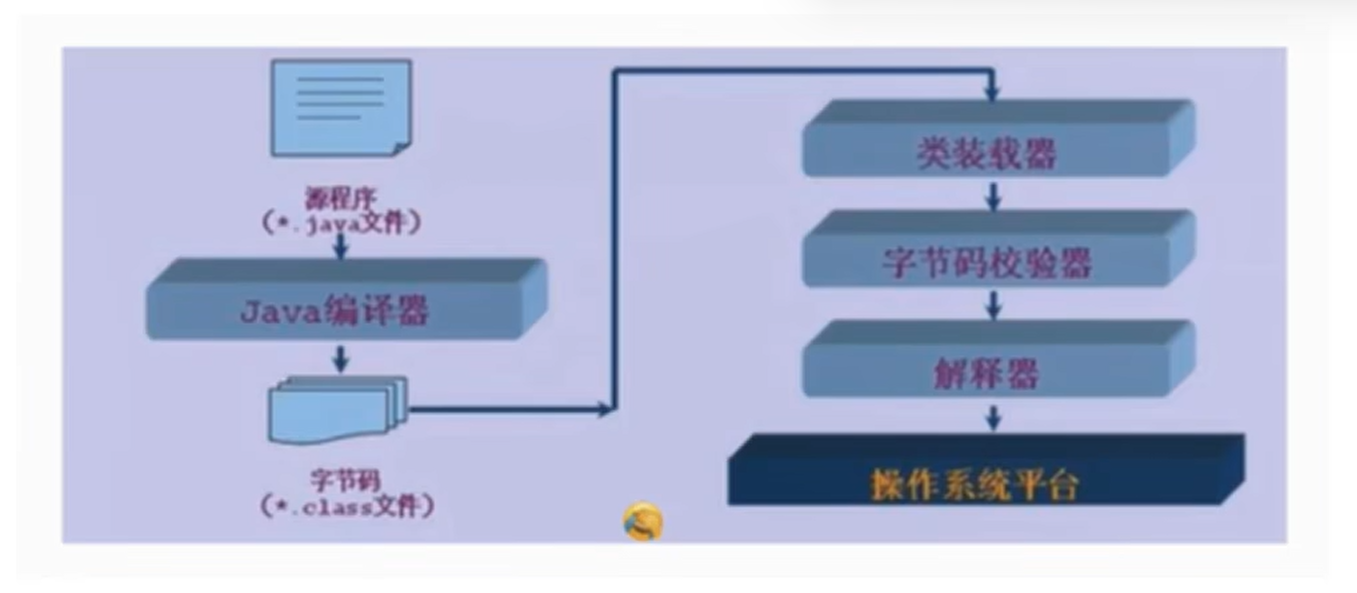 源程序
(*.java文件)
Java编译器
字节码
(*.class文件)
类装载器
字节码校验器
解释器
操作系统平台